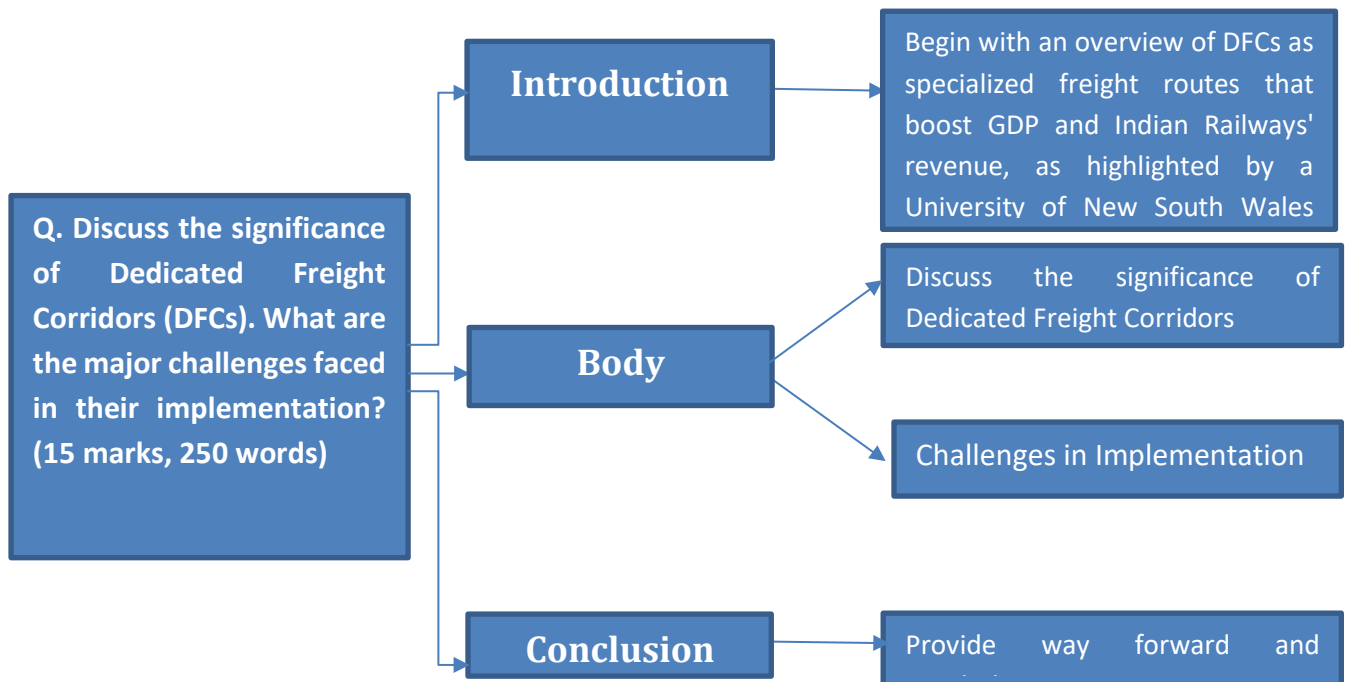 Introduction
Begin with an overview of DFCs as
specialized freight routes that
boost GDP and Indian Railways'
revenue, as highlighted by a
University of New South Wales
Q. Discuss the significance
of Dedicated Freight
Corridors (DFCs). What are
the major challenges faced
in their implementation?
(15 marks, 250 words)
Body
Discuss the significance of
Dedicated Freight Corridors
Challenges in Implementation
Conclusion
Provide way forward and